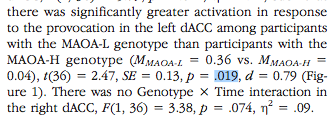 there was significantly greater activation in response
to the provocation in the left dACC among participants
with the MAOA-L genotype than participants with the
MAOA-H genotype (MMAOA-L = 0.36 vs. MMAOA-H =
0.04), t(36) = 2.47, SE = 0.13, p = .019, d = 0.79 (Fig-
ure 1). There was no Genotype × Time interaction in
the right dACC, F(1, 36) = 3.38, p = .074, η² = .09.